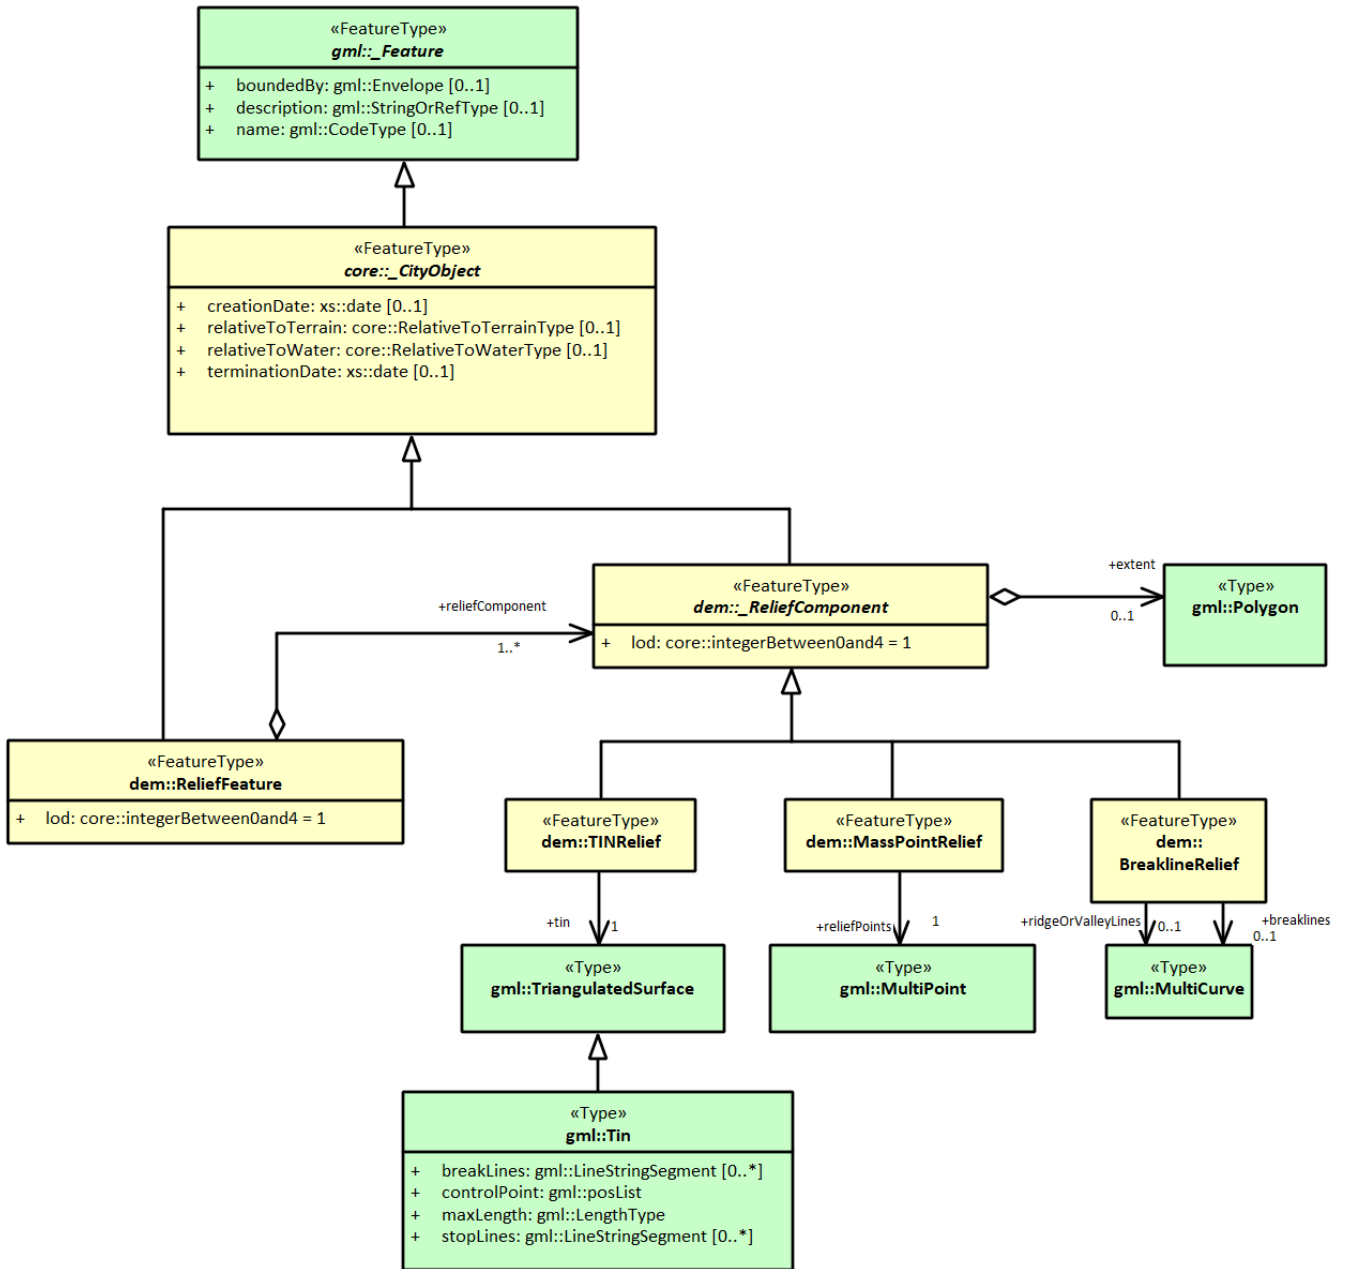 «FeatureType»
gml::_Feature
+ boundedBy: gml::Envelope [0..1]
+ description: gml::StringOrRefType [0..1]
+ name: gml::CodeType [0..1]
«FeatureType»
core::_CityObject
+ creationDate: xs::date [0..1]
+ relativeToTerrain: core::RelativeToTerrainType [0..1]
+ relativeToWater: core::RelativeToWaterType [0..1]
+ terminationDate: xs::date [0..1]
+reliefComponent
1..*
«FeatureType»
dem::_ReliefComponent
+ lod: core::integerBetween0and4 = 1
+extent
0..1
«Type»
gml::Polygon
«FeatureType»
dem::ReliefFeature
+ lod: core::integerBetween0and4 = 1
«FeatureType»
dem::TINRelief
«FeatureType»
dem::MassPointRelief
«FeatureType»
dem::
BreaklineRelief
+tin
1
+reliefPoints
1
+ridgeOrValleyLines
0..1
+breaklines
0..1
«Type»
gml::TriangulatedSurface
«Type»
gml::MultiPoint
«Type»
gml::MultiCurve
«Type»
gml::Tin
+ breakLines: gml::LineStringSegment [0..*]
+ controlPoint: gml::posList
+ maxLength: gml::LengthType
+ stopLines: gml::LineStringSegment [0..*]